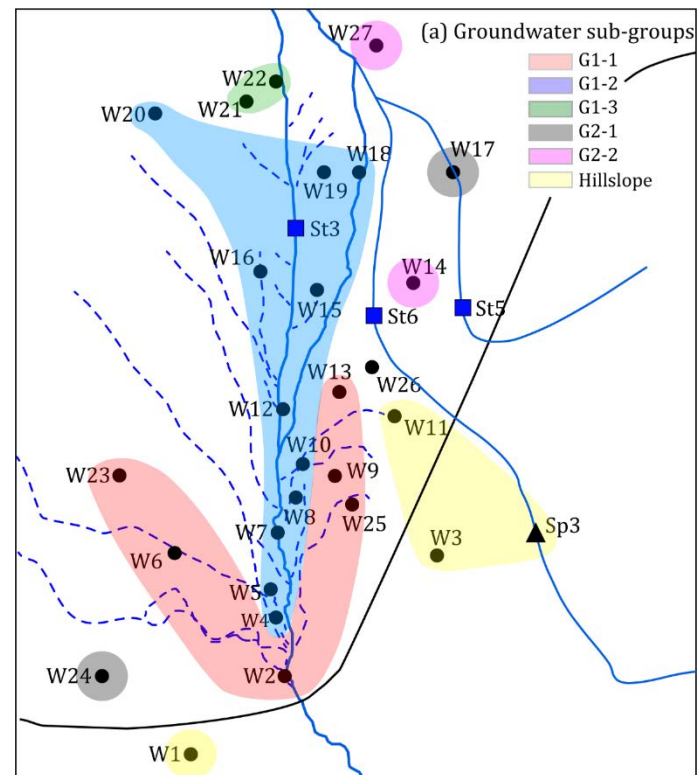 W27
(a) Groundwater sub-groups
G1-1
G1-2
G1-3
G2-1
G2-2
Hillslope
W22
W21
W20
W17
W18
W19
St3
W16
W14
W15
St6
St5
W13
W26
W12
W11
W10
W23
W9
W8
W25
W7
Sp3
W6
W3
W5
W4
W24
W2
W1